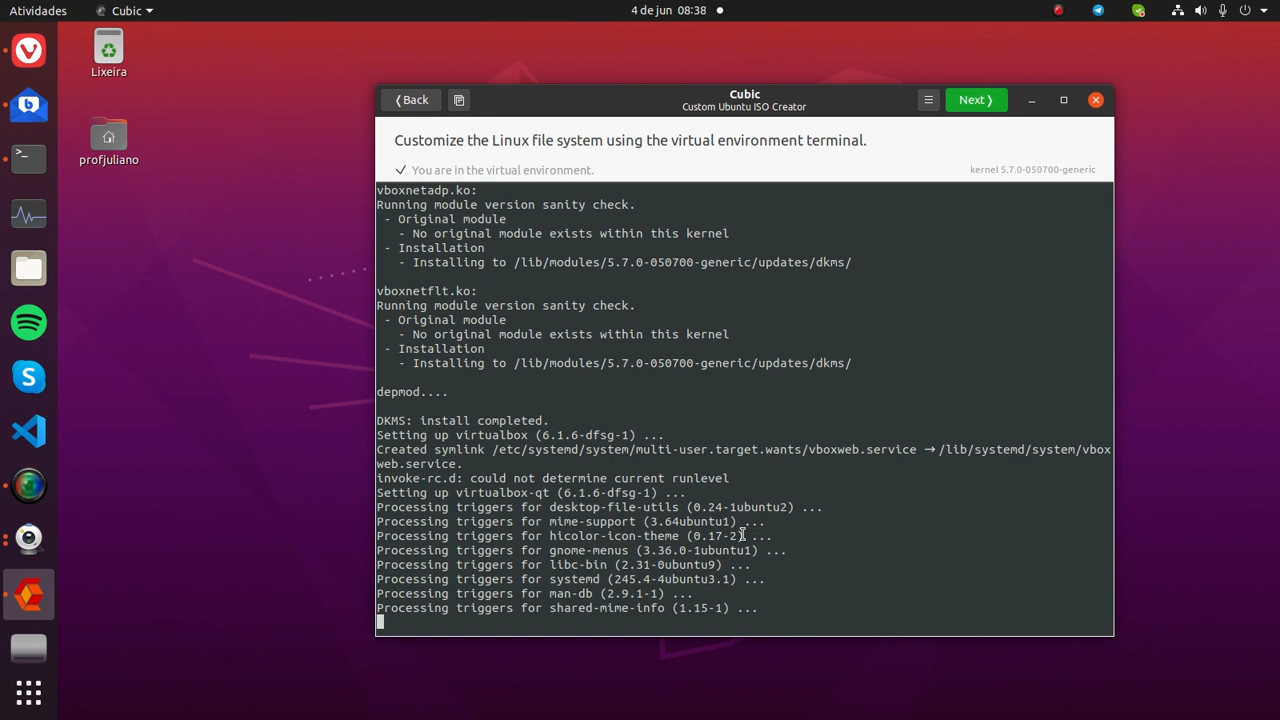 Atividades
Cubic
4 de jun 08:38
Lixeira
profjuliano
Back
Cubic
Custom Ubuntu ISO Creator
Next
Customize the Linux file system using the virtual environment terminal.
You are in the virtual environment.
kernel 5.7.0-050700-generic
vboxnetadp.ko:
Running module version sanity check.
- Original module
- No original module exists within this kernel
- Installation
- Installing to /lib/modules/5.7.0-050700-generic/updates/dkms/
vboxnetflt.ko:
Running module version sanity check.
- Original module
- No original module exists within this kernel
- Installation
- Installing to /lib/modules/5.7.0-050700-generic/updates/dkms/
depmod....
DKMS: install completed.
Setting up virtualbox (6.1.6-dfsg-1) ...
Created symlink /etc/systemd/system/multi-user.target.wants/vboxweb.service → /lib/systemd/system/vbox
web.service.
invoke-rc.d: could not determine current runlevel
Setting up virtualbox-qt (6.1.6-dfsg-1) ...
Processing triggers for desktop-file-utils (0.24-1ubuntu2) ...
Processing triggers for mime-support (3.64ubuntu1) ...
Processing triggers for hicolor-icon-theme (0.17-2) ...
Processing triggers for gnome-menus (3.36.0-1ubuntu1) ...
Processing triggers for libc-bin (2.31-0ubuntu9) ...
Processing triggers for systemd (245.4-4ubuntu3.1) ...
Processing triggers for man-db (2.9.1-1) ...
Processing triggers for shared-mime-info (1.15-1) ...